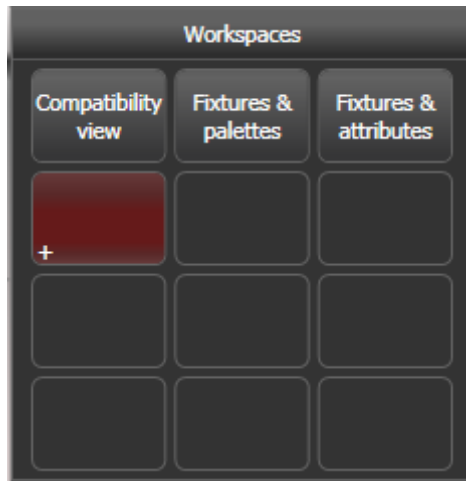 Workspaces
Compatibility view
Fixtures & palettes
Fixtures & attributes
+